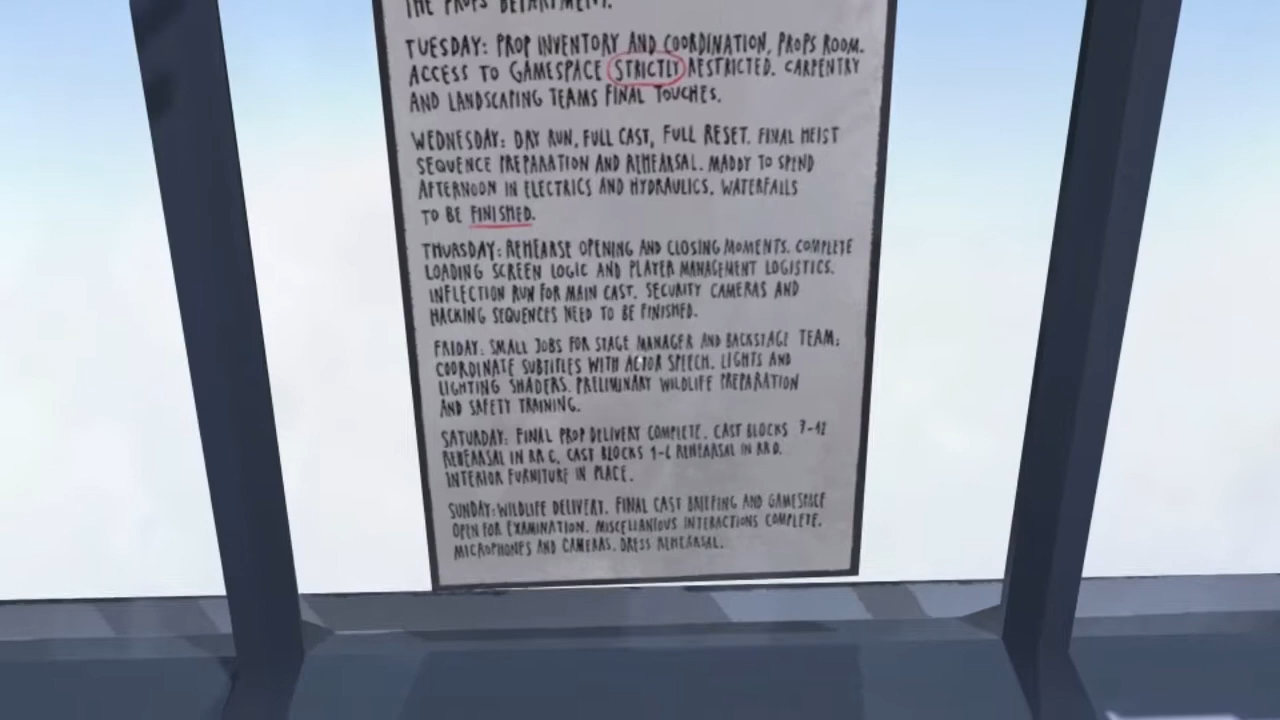 THE PROPS DEPARTMENT.
TUESDAY: PROP INVENTORY AND COORDINATION, PROPS ROOM.
ACCESS TO GAMESPACE STRICTLY RESTRICTED. CARPENTRY
AND LANDSCAPING TEAMS FINAL TOUCHES.
WEDNESDAY: DRY RUN, FULL CAST, FULL RESET. FINAL HEIST
SEQUENCE PREPARATION AND REHEARSAL. MADDY TO SPEND
AFTERNOON IN ELECTRICS AND HYDRAULICS. WATERFALLS
TO BE FINISHED.
THURSDAY: REHEARSE OPENING AND CLOSING MOMENTS. COMPLETE
LOADING SCREEN LOGIC AND PLAYER MANAGEMENT LOGISTICS.
INFLECTION RUN FOR MAIN CAST. SECURITY CAMERAS AND
HACKING SEQUENCES NEED TO BE FINISHED.
FRIDAY: SMALL JOBS FOR STAGE MANAGER AND BACKSTAGE TEAM:
COORDINATE SUBTITLES WITH ACTOR SPEECH. LIGHTS AND
LIGHTING SHADERS. PRELIMINARY WILDLIFE PREPARATION
AND SAFETY TRAINING.
SATURDAY: FINAL PROP DELIVERY COMPLETE. CAST BLOCKS 7-12
REHEARSAL IN RR C. CAST BLOCKS 1-6 REHEARSAL IN RR D.
INTERIOR FURNITURE IN PLACE.
SUNDAY: WILDLIFE DELIVERY. FINAL CAST BRIEFING AND GAMESPACE
OPEN FOR EXAMINATION. MISCELLANIOUS INTERACTIONS COMPLETE.
MICROPHONES AND CAMERAS. DRESS REHEARSAL.